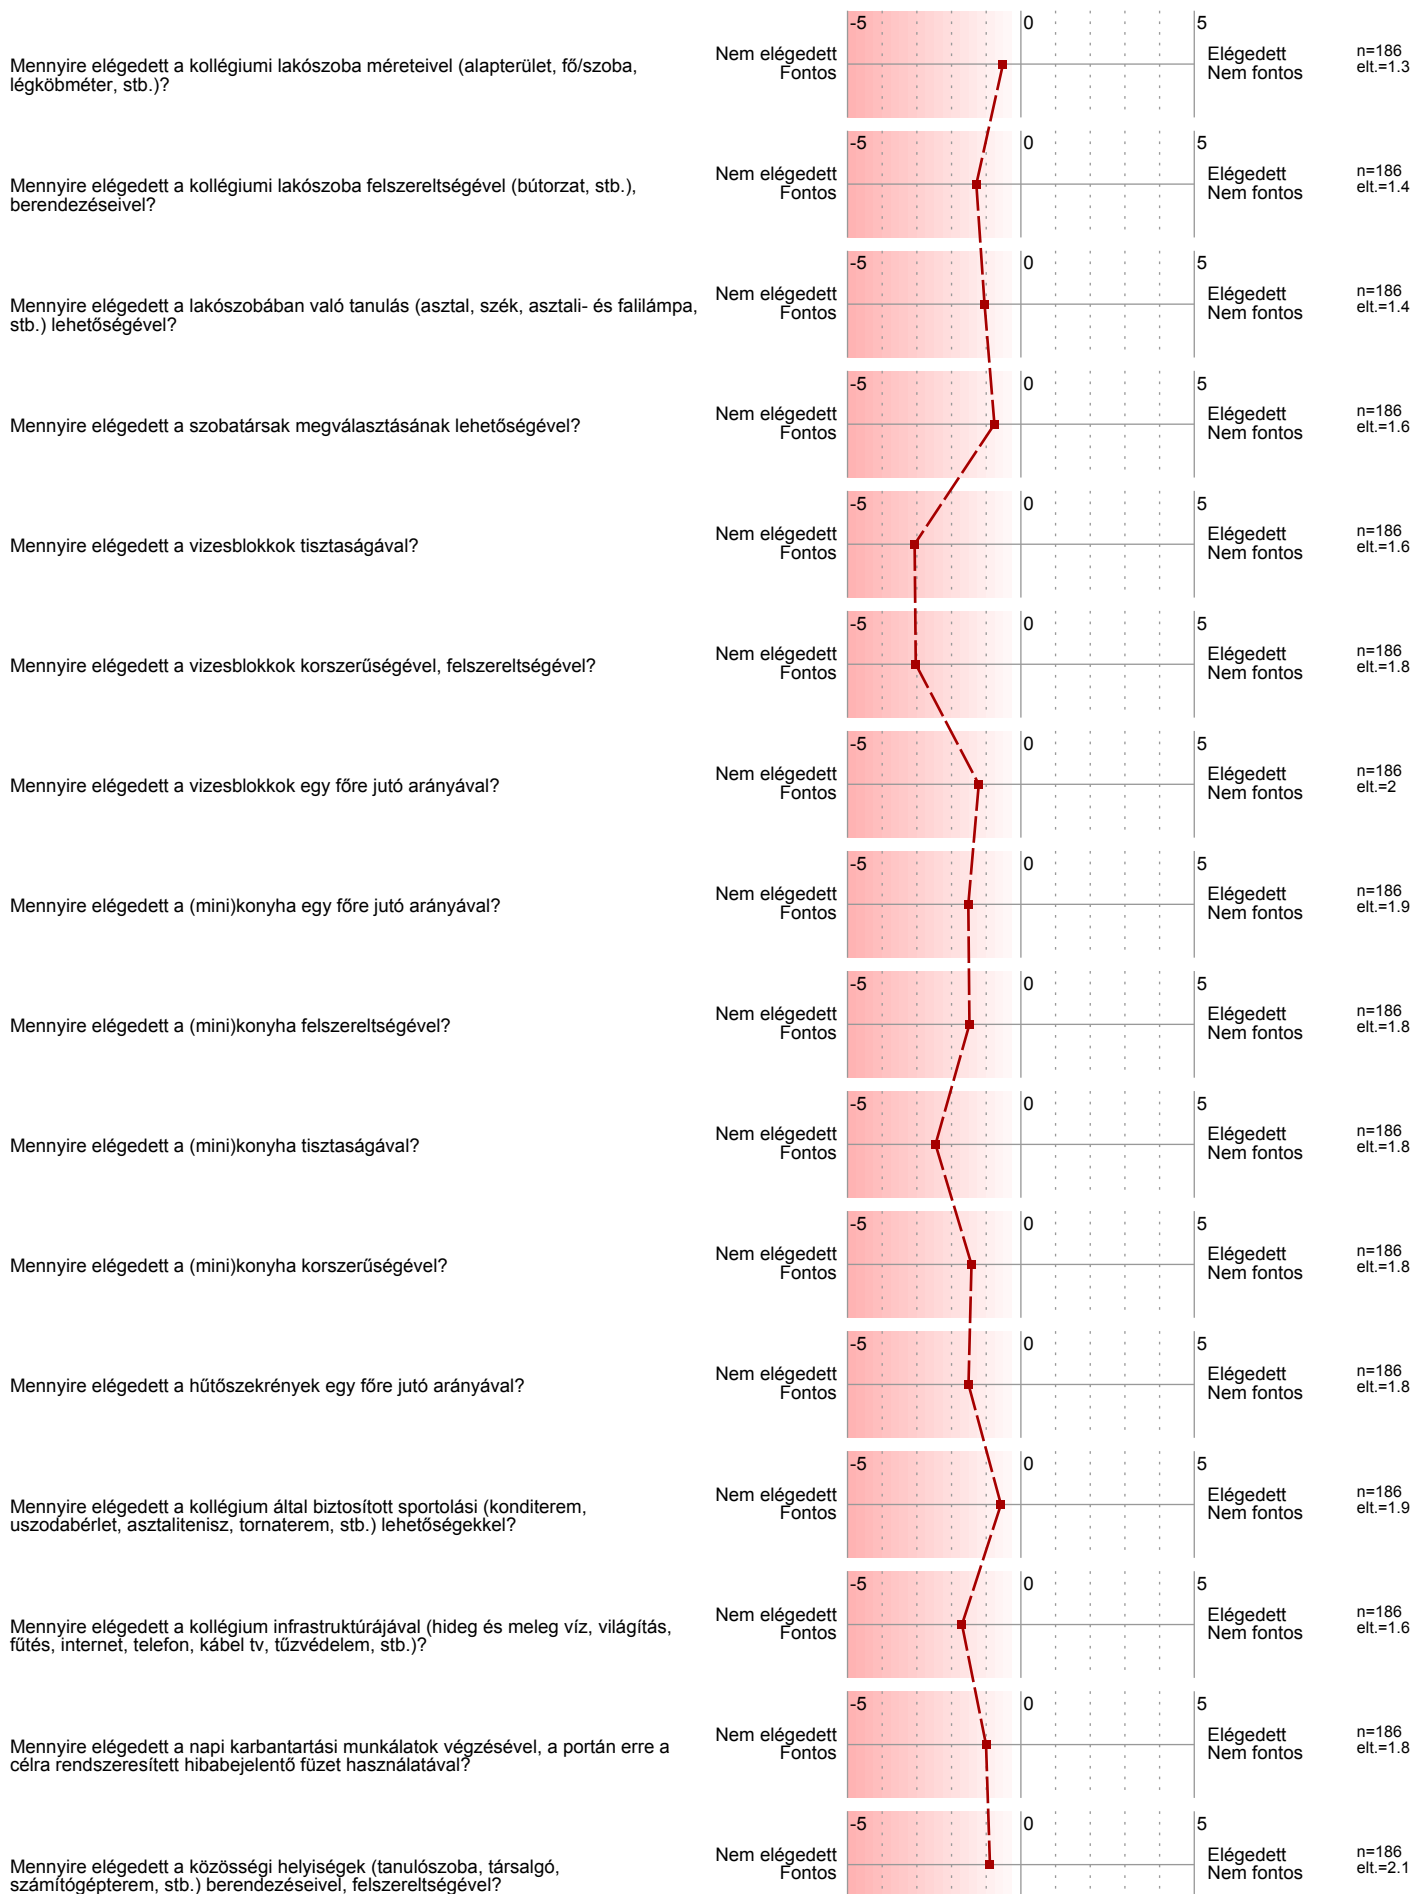 -5 0 5
Mennyire elégedett a kollégiumi lakószoba méreteivel (alapterület, fő/szoba,
légköbméter, stb.)?
Nem elégedett
Fontos
Elégedett
Nem fontos
n=186
elt.=1.3
-5 0 5
Mennyire elégedett a kollégiumi lakószoba felszereltségével (bútorzat, stb.),
berendezéseivel?
Nem elégedett
Fontos
Elégedett
Nem fontos
n=186
elt.=1.4
-5 0 5
Mennyire elégedett a lakószobában való tanulás (asztal, szék, asztali- és falilámpa,
stb.) lehetőségével?
Nem elégedett
Fontos
Elégedett
Nem fontos
n=186
elt.=1.4
-5 0 5
Mennyire elégedett a szobatársak megválasztásának lehetőségével?
Nem elégedett
Fontos
Elégedett
Nem fontos
n=186
elt.=1.6
-5 0 5
Mennyire elégedett a vizesblokkok tisztaságával?
Nem elégedett
Fontos
Elégedett
Nem fontos
n=186
elt.=1.6
-5 0 5
Mennyire elégedett a vizesblokkok korszerűségével, felszereltségével?
Nem elégedett
Fontos
Elégedett
Nem fontos
n=186
elt.=1.8
-5 0 5
Mennyire elégedett a vizesblokkok egy főre jutó arányával?
Nem elégedett
Fontos
Elégedett
Nem fontos
n=186
elt.=2
-5 0 5
Mennyire elégedett a (mini)konyha egy főre jutó arányával?
Nem elégedett
Fontos
Elégedett
Nem fontos
n=186
elt.=1.9
-5 0 5
Mennyire elégedett a (mini)konyha felszereltségével?
Nem elégedett
Fontos
Elégedett
Nem fontos
n=186
elt.=1.8
-5 0 5
Mennyire elégedett a (mini)konyha tisztaságával?
Nem elégedett
Fontos
Elégedett
Nem fontos
n=186
elt.=1.8
-5 0 5
Mennyire elégedett a (mini)konyha korszerűségével?
Nem elégedett
Fontos
Elégedett
Nem fontos
n=186
elt.=1.8
-5 0 5
Mennyire elégedett a hűtőszekrények egy főre jutó arányával?
Nem elégedett
Fontos
Elégedett
Nem fontos
n=186
elt.=1.8
-5 0 5
Mennyire elégedett a kollégium által biztosított sportolási (konditerem,
uszodabérlet, asztalitenisz, tornaterem, stb.) lehetőségekkel?
Nem elégedett
Fontos
Elégedett
Nem fontos
n=186
elt.=1.9
-5 0 5
Mennyire elégedett a kollégium infrastruktúrájával (hideg és meleg víz, világítás,
fűtés, internet, telefon, kábel tv, tűzvédelem, stb.)?
Nem elégedett
Fontos
Elégedett
Nem fontos
n=186
elt.=1.6
-5 0 5
Mennyire elégedett a napi karbantartási munkálatok végzésével, a portán erre a
célra rendszeresített hibabejelentő füzet használatával?
Nem elégedett
Fontos
Elégedett
Nem fontos
n=186
elt.=1.8
-5 0 5
Mennyire elégedett a közösségi helyiségek (tanulószoba, társalgó,
számítógépterem, stb.) berendezéseivel, felszereltségével?
Nem elégedett
Fontos
Elégedett
Nem fontos
n=186
elt.=2.1